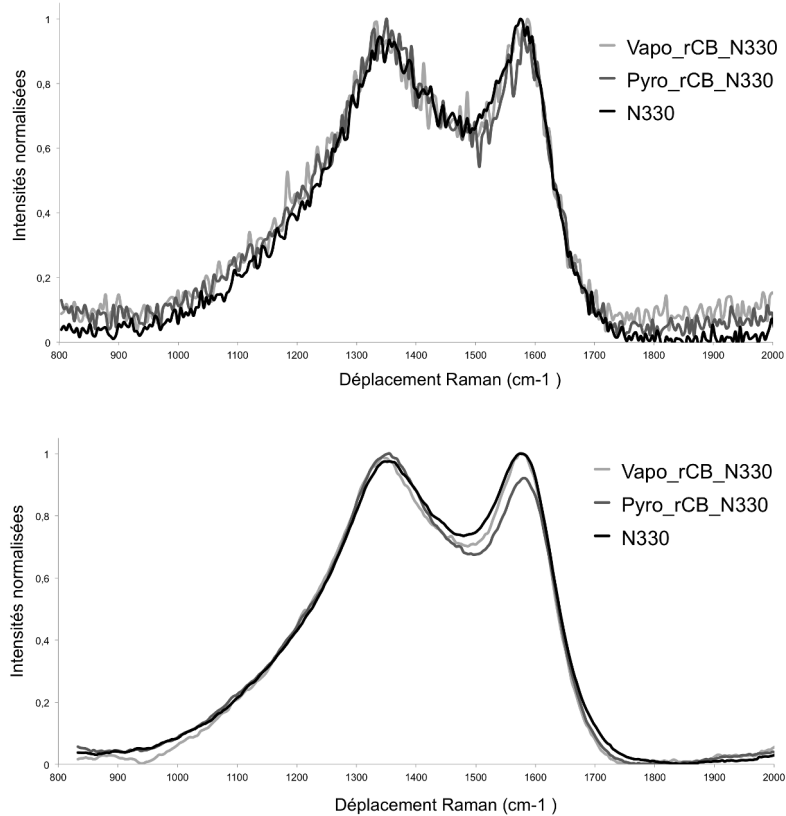 Intensités normalisées
1
0,8
0,6
0,4
0,2
0
800 900 1000 1100 1200 1300 1400 1500 1600 1700 1800 1900 2000
Déplacement Raman (cm-1 )
Vapo_rCB_N330
Pyro_rCB_N330
N330
Intensités normalisées
1
0,8
0,6
0,4
0,2
0
800 900 1000 1100 1200 1300 1400 1500 1600 1700 1800 1900 2000
Déplacement Raman (cm-1 )
Vapo_rCB_N330
Pyro_rCB_N330
N330